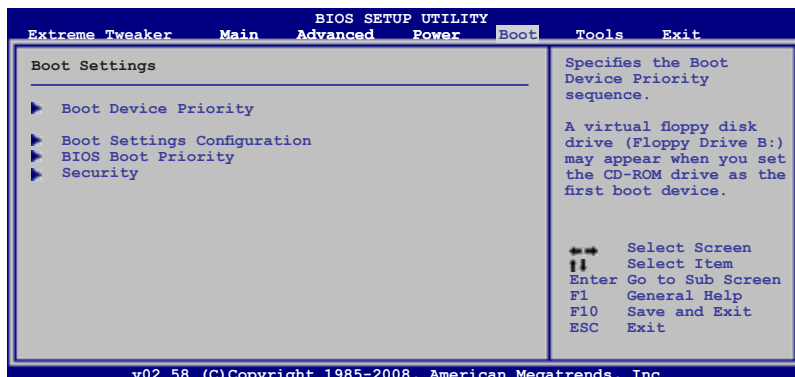 BIOS SETUP UTILITY
Extreme Tweaker Main Advanced Power Boot Tools Exit
Boot Settings
Boot Device Priority
Boot Settings Configuration
BIOS Boot Priority
Security
Specifies the Boot
Device Priority
sequence.
A virtual floppy disk
drive (Floppy Drive B:)
may appear when you set
the CD-ROM drive as the
first boot device.
Select Screen
Select Item
Enter Go to Sub Screen
F1 General Help
F10 Save and Exit
ESC Exit
v02.58 (C)Copyright 1985-2008, American Megatrends, Inc.